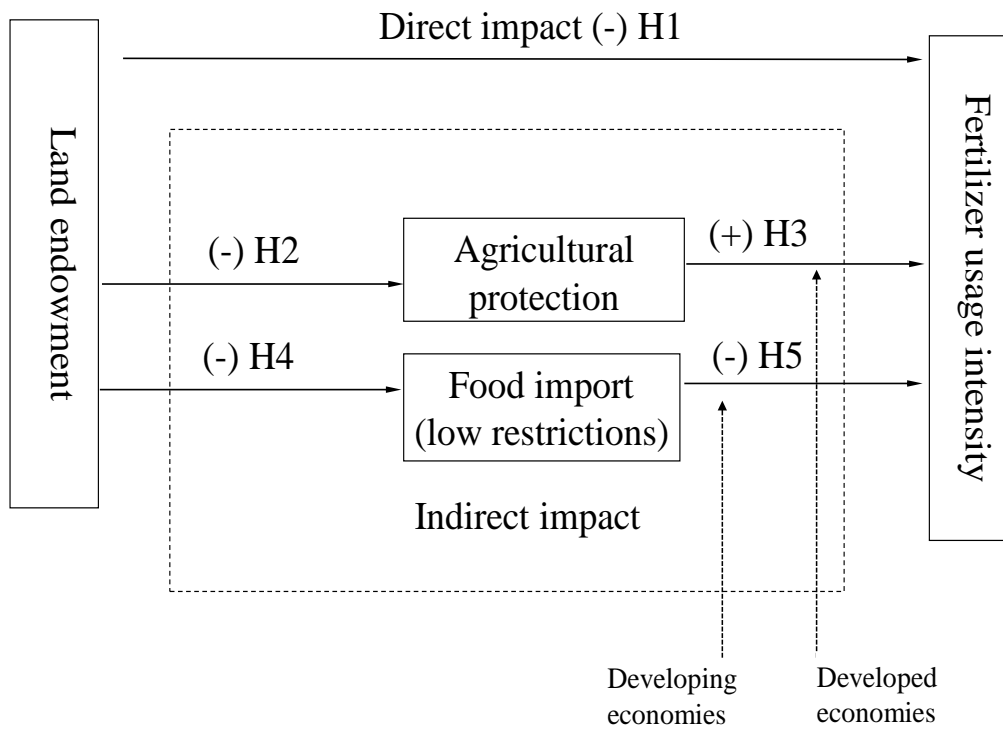 Direct impact (-) H1
Land endowment
Fertilizer usage intensity
(-) H2
Agricultural
protection
(+) H3
(-) H4
Food import
(low restrictions)
(-) H5
Indirect impact
Developing
economies
Developed
economies